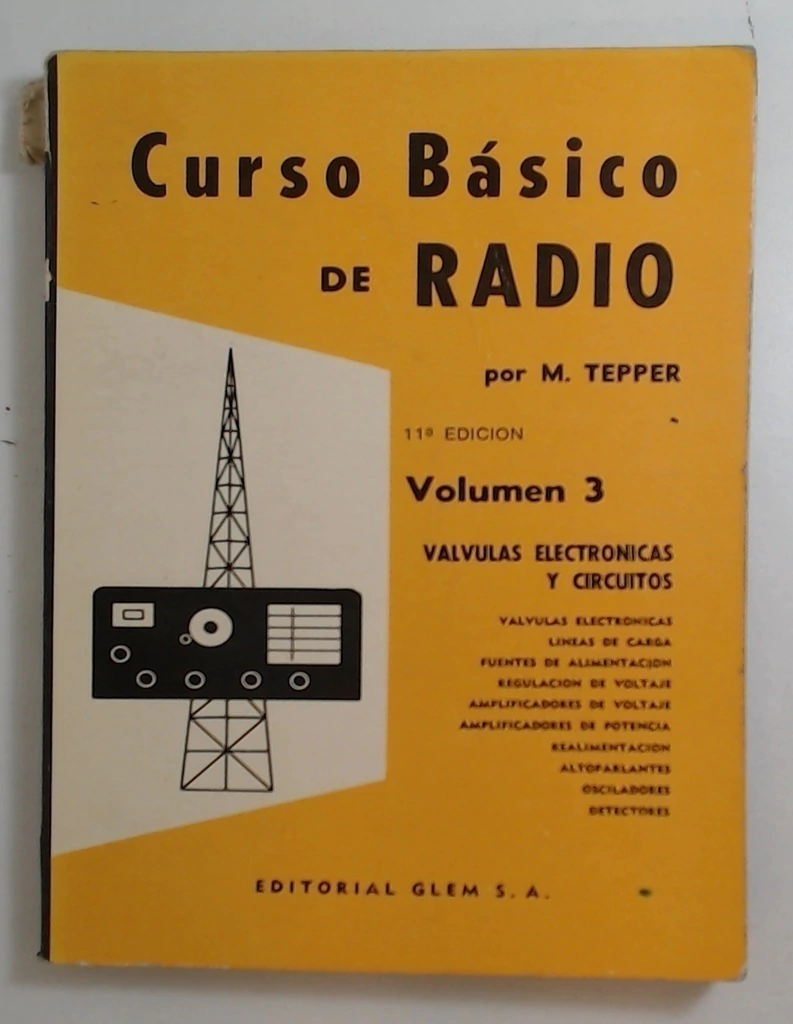 Curso Básico
DE RADIO
por M. TEPPER
11ª EDICION
Volumen 3
VALVULAS ELECTRONICAS
Y CIRCUITOS
VALVULAS ELECTRONICAS
LINEAS DE CARGA
FUENTES DE ALIMENTACION
REGULACION DE VOLTAJE
AMPLIFICADORES DE VOLTAJE
AMPLIFICADORES DE POTENCIA
REALIMENTACION
ALTOPARLANTES
OSCILADORES
DETECTORES
EDITORIAL GLEM S. A.